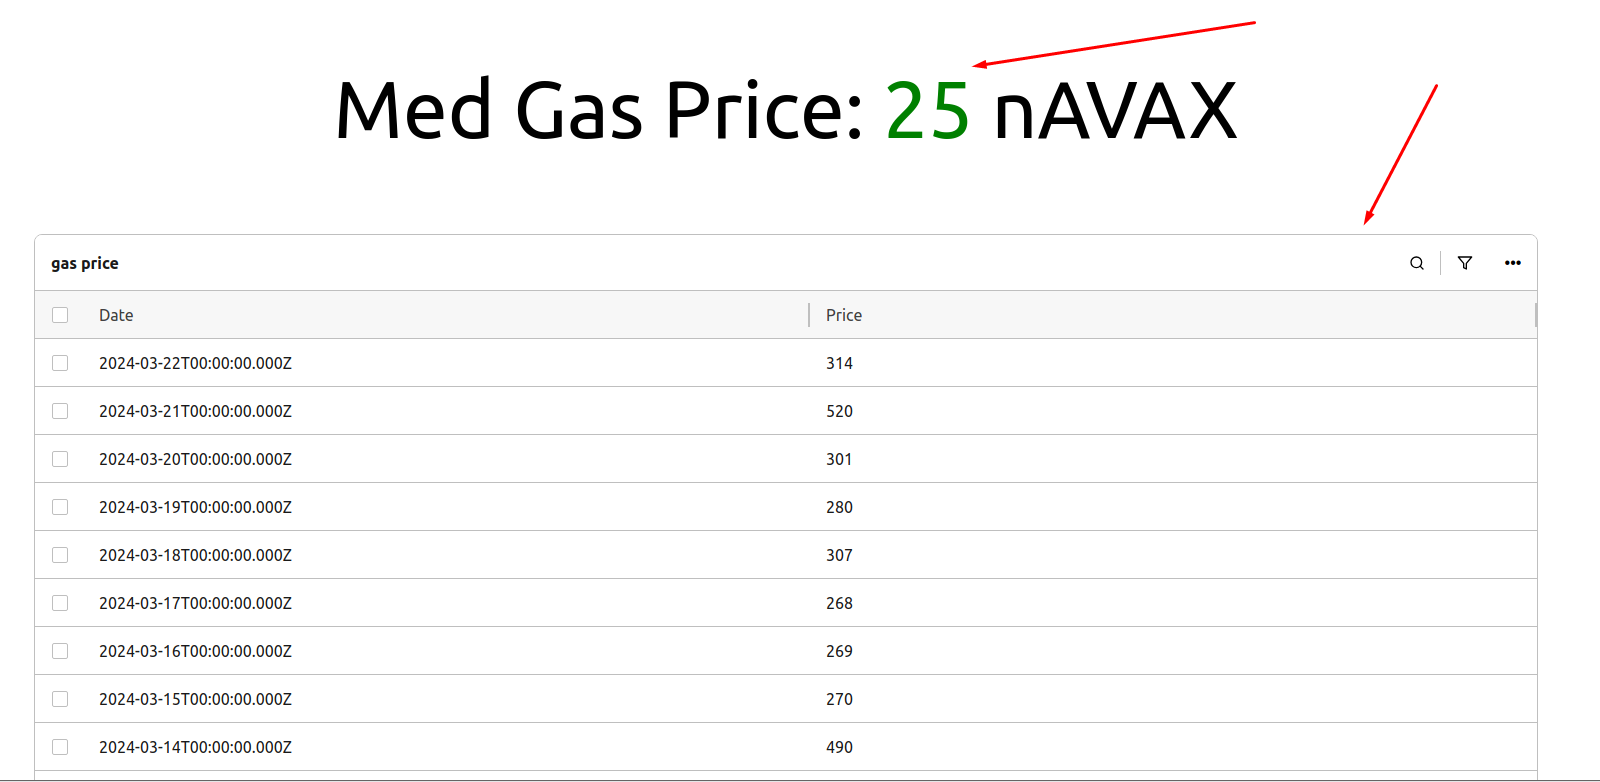 Med Gas Price: 25 nAVAX
gas price
Date Price
2024-03-22T00:00:00.000Z 314
2024-03-21T00:00:00.000Z 520
2024-03-20T00:00:00.000Z 301
2024-03-19T00:00:00.000Z 280
2024-03-18T00:00:00.000Z 307
2024-03-17T00:00:00.000Z 268
2024-03-16T00:00:00.000Z 269
2024-03-15T00:00:00.000Z 270
2024-03-14T00:00:00.000Z 490